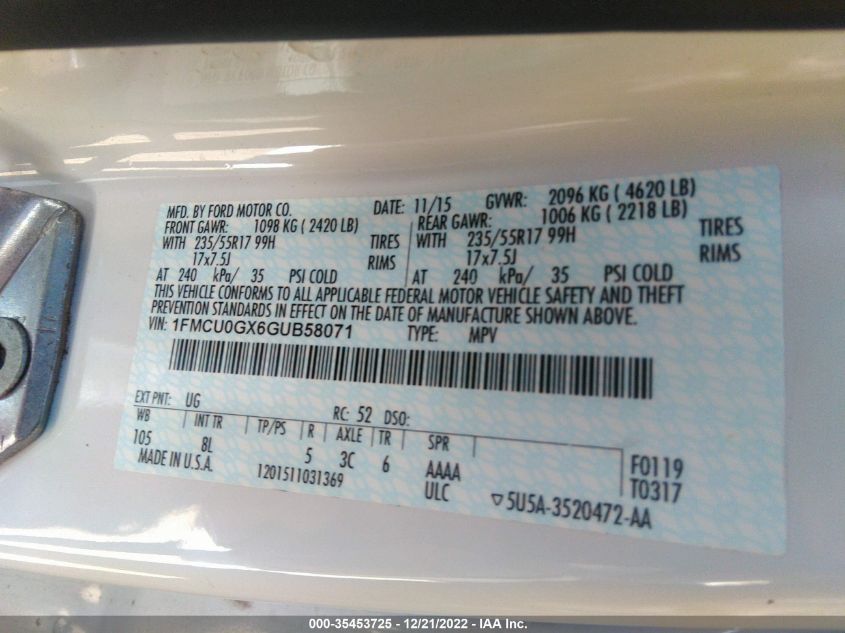 MFD. BY FORD MOTOR CO. DATE: 11/15 GVWR: 2096 KG ( 4620 LB)
FRONT GAWR: 1098 KG ( 2420 LB) REAR GAWR: 1006 KG ( 2218 LB)
WITH 235/55R17 99H TIRES WITH 235/55R17 99H TIRES
17x7.5J RIMS 17x7.5J RIMS
AT 240 kPa/ 35 PSI COLD AT 240 kPa/ 35 PSI COLD
THIS VEHICLE CONFORMS TO ALL APPLICABLE FEDERAL MOTOR VEHICLE SAFETY AND THEFT
PREVENTION STANDARDS IN EFFECT ON THE DATE OF MANUFACTURE SHOWN ABOVE.
VIN: 1FMCU0GX6GUB58071 TYPE: MPV
EXT PNT: UG RC: 52 DSO:
WB INT TR TP/PS R AXLE TR SPR
105 8L 5 3C 6 AAAA F0119
MADE IN U.S.A. 1201511031369 ULC T0317
▽5U5A-3520472-AA
000-35453725 - 12/21/2022 - IAA Inc.